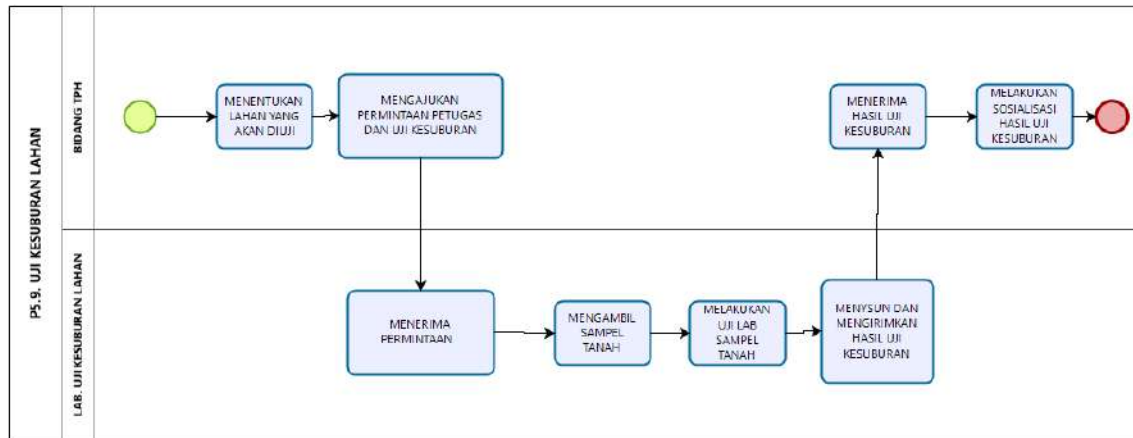 P5.9. UJI KESUBURAN LAHAN
BIDANG TPH
MENENTUKAN
LAHAN YANG
AKAN DIUJI
MENGAJUKAN
PERMINTAAN PETUGAS
DAN UJI KESUBURAN
MENERIMA
HASIL UJI
KESUBURAN
MELAKUKAN
SOSIALISASI
HASIL UJI
KESUBURAN
LAB. UJI KESUBURAN LAHAN
MENERIMA
PERMINTAAN
MENGAMBIL
SAMPEL
TANAH
MELAKUKAN
UJI LAB
SAMPEL
TANAH
MENYSUN DAN
MENGIRIMKAN
HASIL UJI
KESUBURAN